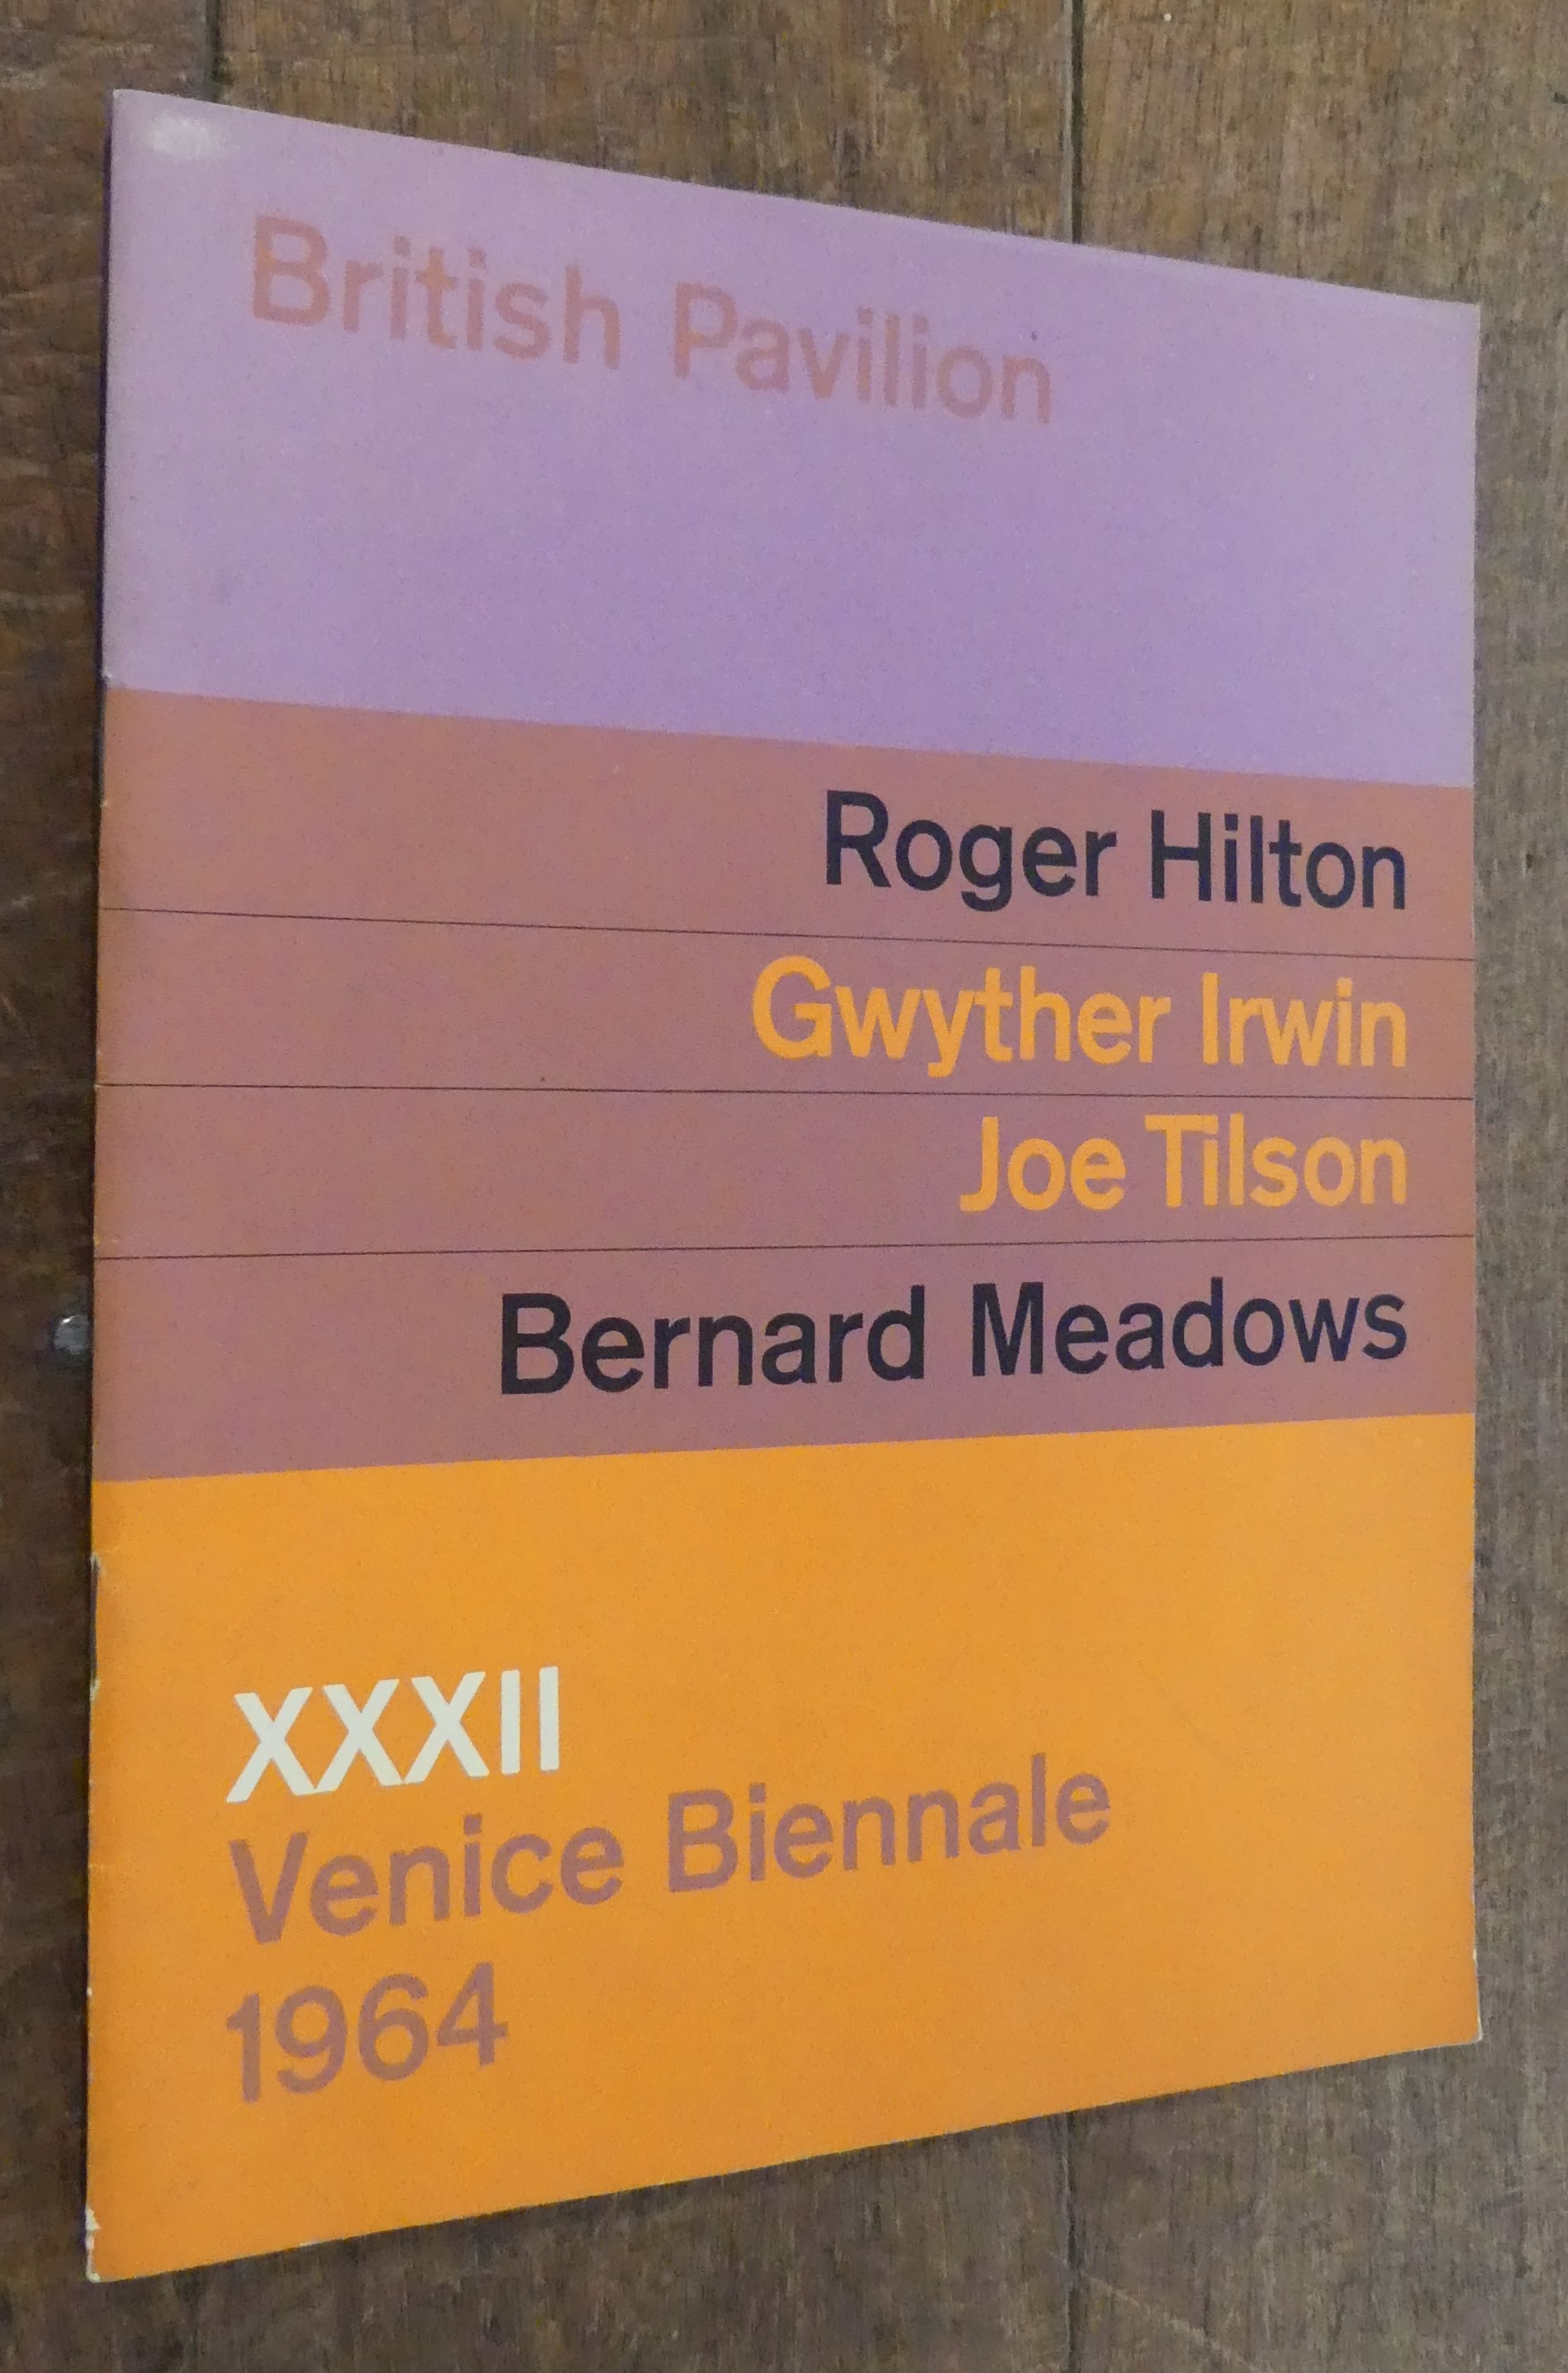 British Pavilion
Roger Hilton
Gwyther Irwin
Joe Tilson
Bernard Meadows
XXXII
Venice Biennale
1964